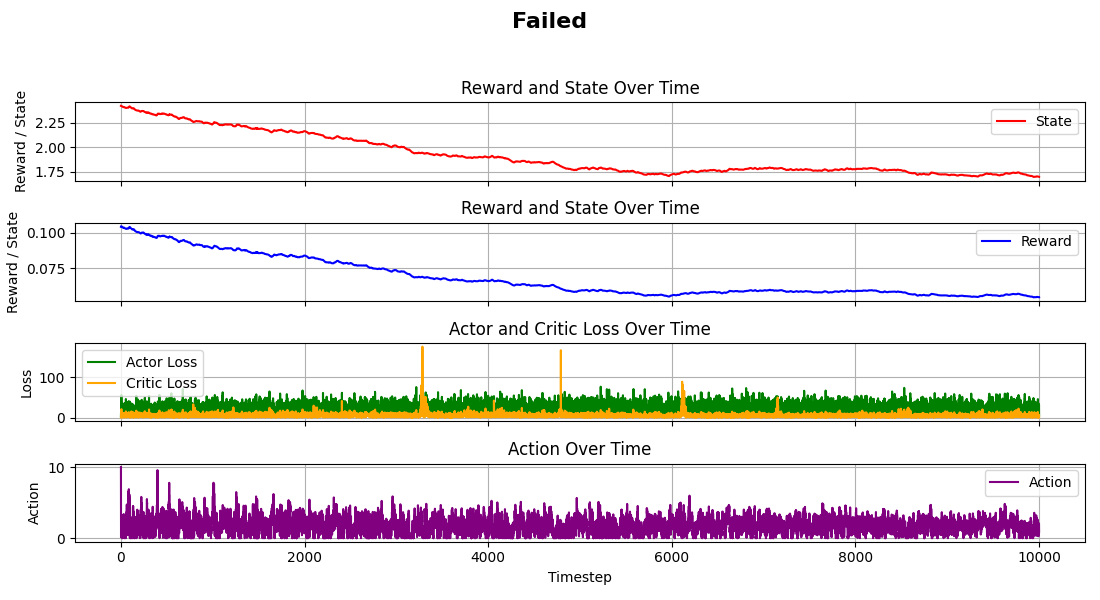 Failed
Reward and State Over Time
Reward / State
2.25
2.00
1.75
State
Reward and State Over Time
Reward / State
0.100
0.075
Reward
Actor and Critic Loss Over Time
Loss
100
0
Actor Loss
Critic Loss
Action Over Time
Action
10
0
Action
0 2000 4000 6000 8000 10000
Timestep